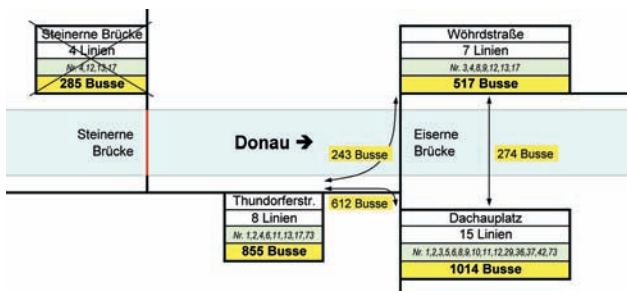 Steinerne Brücke
4 Linien
Nr. 4,12,13,17
285 Busse
Wöhrdstraße
7 Linien
Nr. 3,4,8,9,12,13,17
517 Busse
Steinerne
Brücke
Donau ➔
243 Busse
Eiserne
Brücke
274 Busse
612 Busse
Thundorferstr.
8 Linien
Nr. 1,2,4,6,11,13,17,73
855 Busse
Dachauplatz
15 Linien
Nr. 1,2,3,5,6,8,9,10,11,12,29,36,37,42,73
1014 Busse